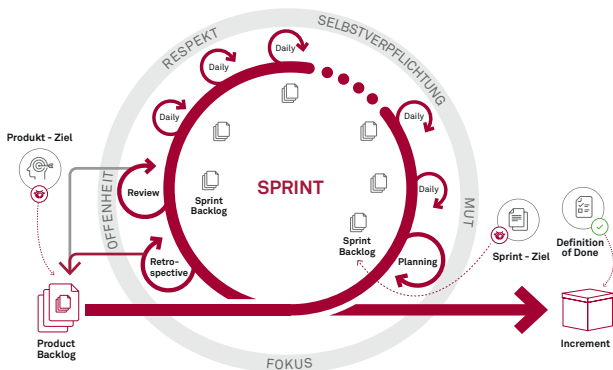 RESPEKT
SELBSTVERPFLICHTUNG
Daily
Daily
Daily
Daily
Produkt - Ziel
OFFENHEIT
Review
Sprint
Backlog
SPRINT
Daily
MUT
Sprint
Backlog
Planning
Retro-
spective
Sprint - Ziel
Definition
of Done
Product
Backlog
Increment
FOKUS